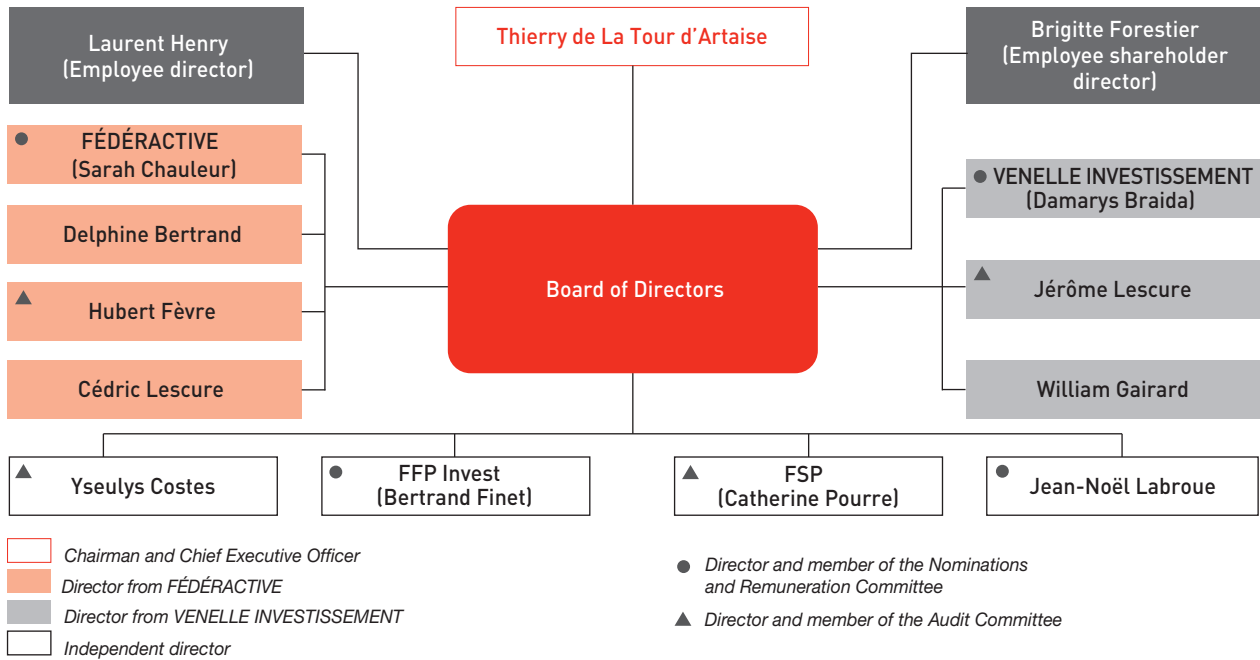 Laurent Henry
(Employee director)
Thierry de La Tour d’Artaise
Brigitte Forestier
(Employee shareholder
director)
FÉDÉRACTIVE
(Sarah Chauleur)
Delphine Bertrand
Hubert Fèvre
Cédric Lescure
Board of Directors
VENELLE INVESTISSEMENT
(Damarys Braida)
Jérôme Lescure
William Gairard
Yseulys Costes
FFP Invest
(Bertrand Finet)
FSP
(Catherine Pourre)
Jean-Noël Labroue
Chairman and Chief Executive Officer
Director from FÉDÉRACTIVE
Director from VENELLE INVESTISSEMENT
Independent director
Director and member of the Nominations
and Remuneration Committee
Director and member of the Audit Committee